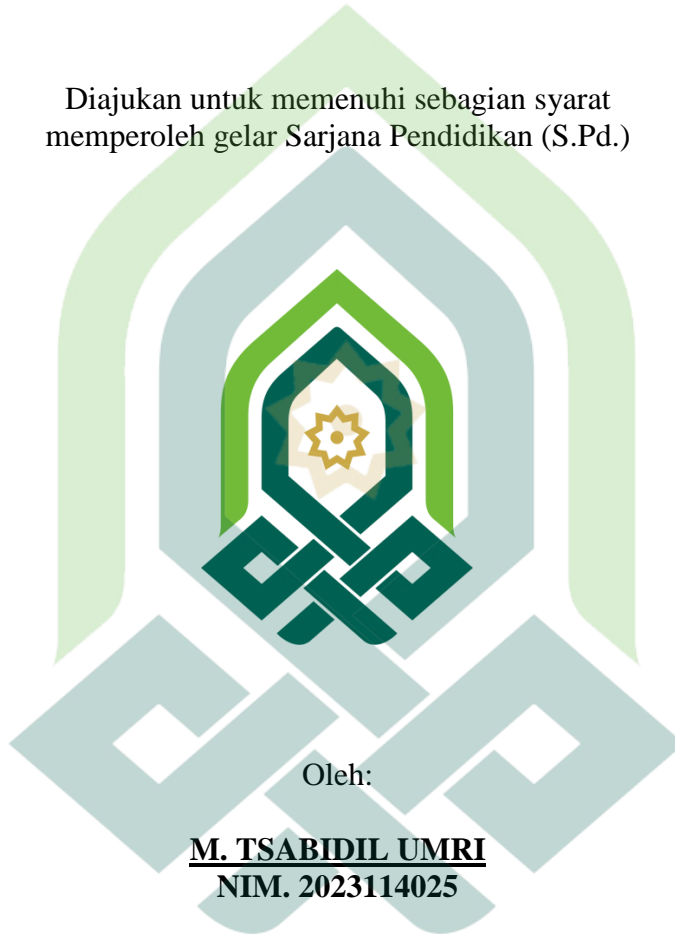 Diajukan untuk memenuhi sebagian syarat
memperoleh gelar Sarjana Pendidikan (S.Pd.)
Oleh:
M. TSABIDIL UMRI
NIM. 2023114025